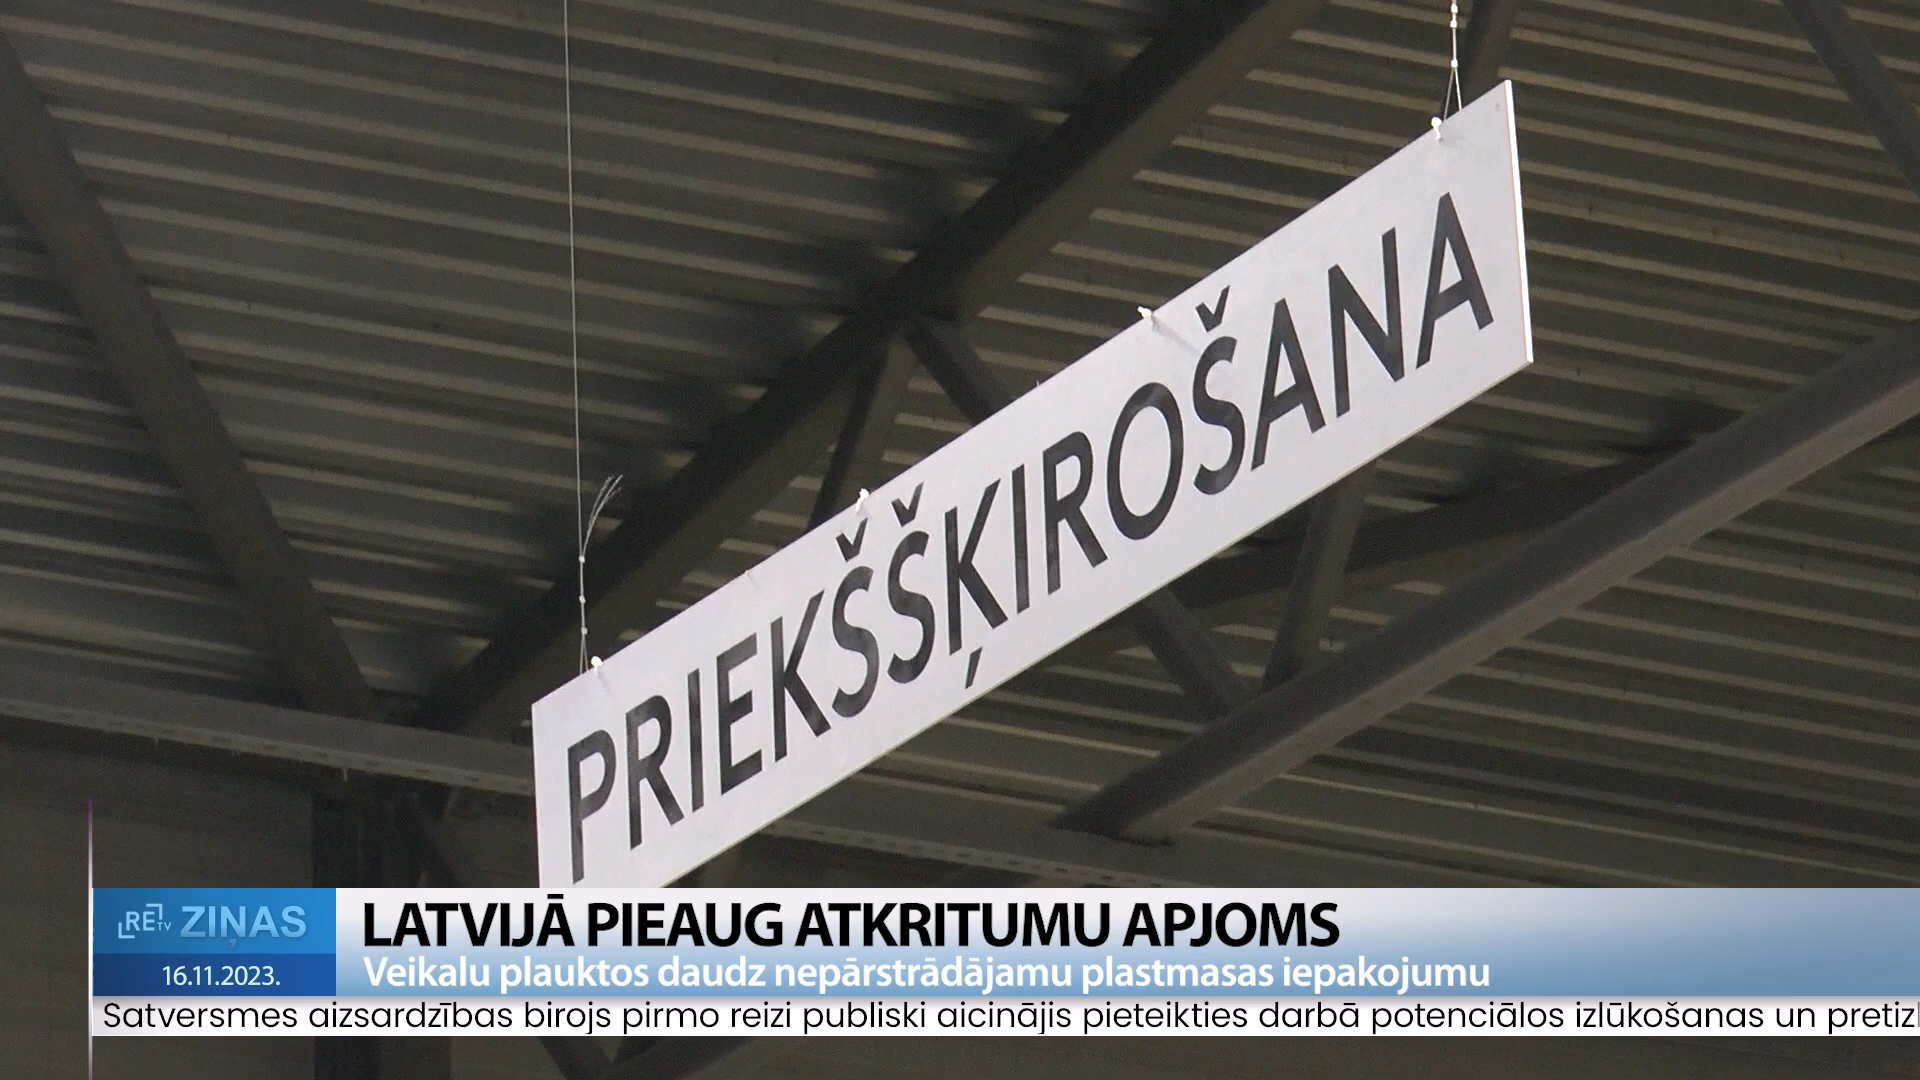 PRIEKŠŠĶIROŠANA
RE TV ZIŅAS
LATVIJĀ PIEAUG ATKRITUMU APJOMS
16.11.2023.
Veikalu plauktos daudz nepārstrādājamu plastmasas iepakojumu
Satversmes aizsardzības birojs pirmo reizi publiski aicinājis pieteikties darbā potenciālos izlūkošanas un pretizl